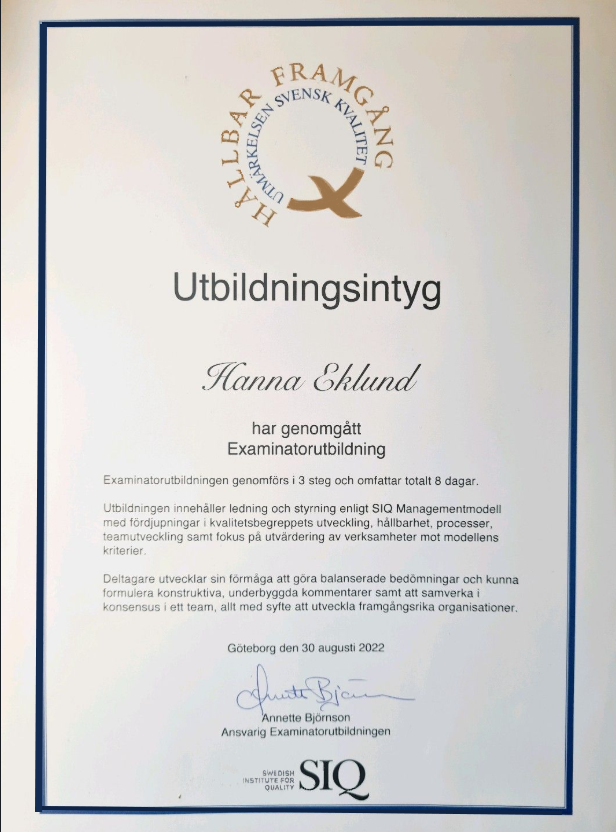 HÅLLBAR FRAMGÅNG
UTMÄRKELSEN SVENSK KVALITET
Utbildningsintyg
Hanna Eklund
har genomgått
Examinatorutbildning
Examinatorutbildningen genomförs i 3 steg och omfattar totalt 8 dagar.
Utbildningen innehåller ledning och styrning enligt SIQ Managementmodell
med fördjupningar i kvalitetsbegreppets utveckling, hållbarhet, processer,
teamutveckling samt fokus på utvärdering av verksamheter mot modellens
kriterier.
Deltagare utvecklar sin förmåga att göra balanserade bedömningar och kunna
formulera konstruktiva, underbyggda kommentarer samt att samverka i
konsensus i ett team, allt med syfte att utveckla framgångsrika organisationer.
Göteborg den 30 augusti 2022
Annette Björnson
Ansvarig Examinatorutbildningen
SWEDISH
INSTITUTE FOR
QUALITY
SIQ